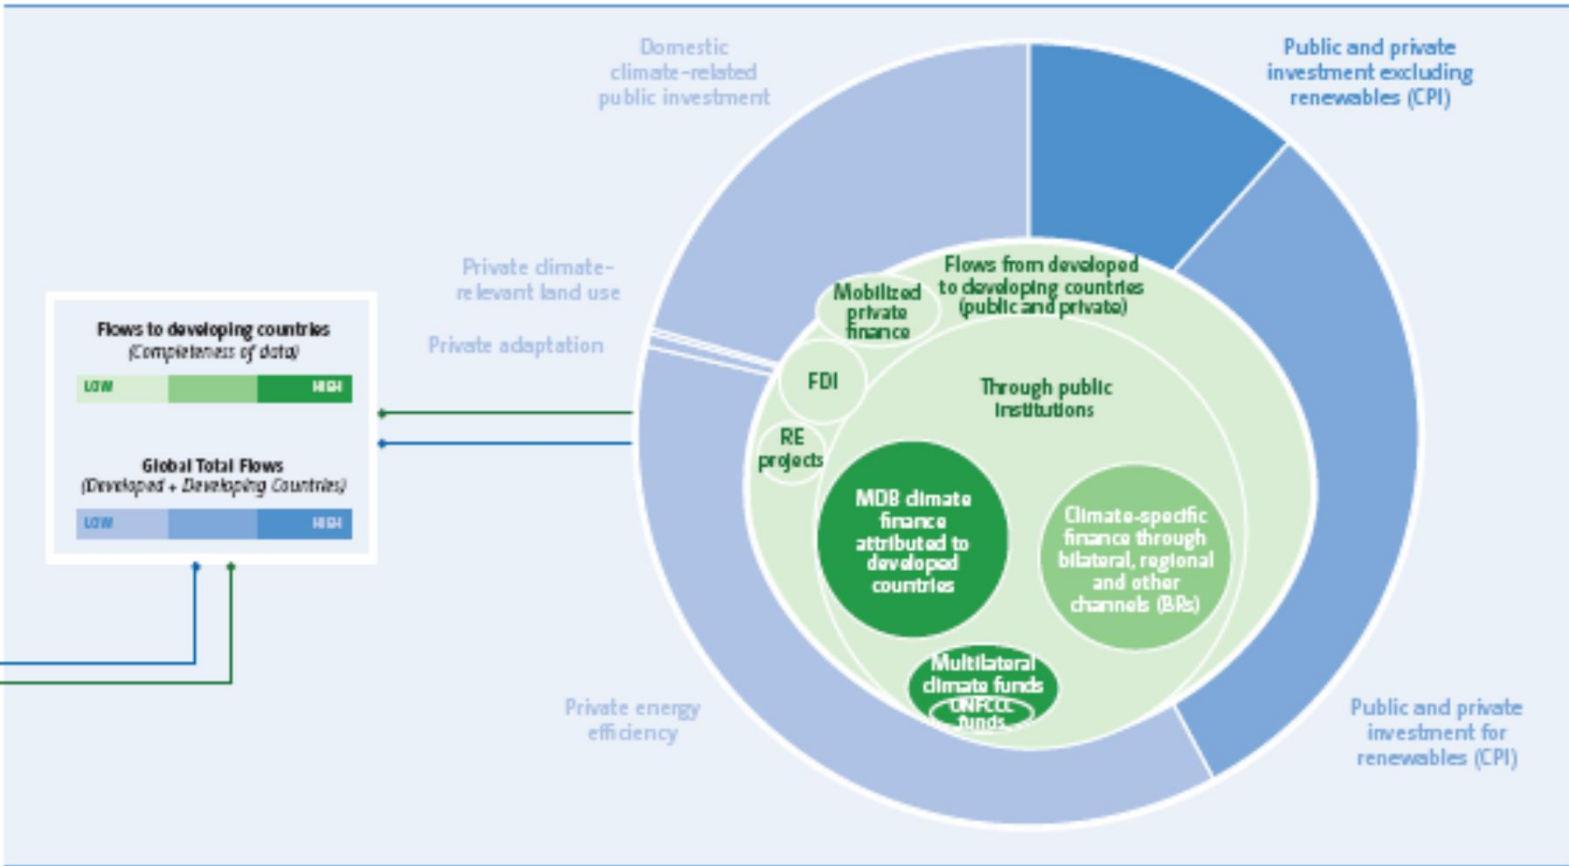 Domestic
climate-related
public investment
Public and private
investment excluding
renewables (CPI)
Private climate-
relevant land use
Private adaptation
Flows to developing countries
(Completeness of data)
LOW
HIGH
Global Total Flows
(Developed + Developing Countries)
LOW
HIGH
Flows from developed
to developing countries
(public and private)
Mobilized
private
finance
FDI
RE
projects
Through public
institutions
MDB climate
finance
attributed to
developed
countries
Climate-specific
finance through
bilateral, regional
and other
channels (BRs)
Multilateral
climate funds
UNFCCC
funds
Private energy
efficiency
Public and private
investment for
renewables (CPI)